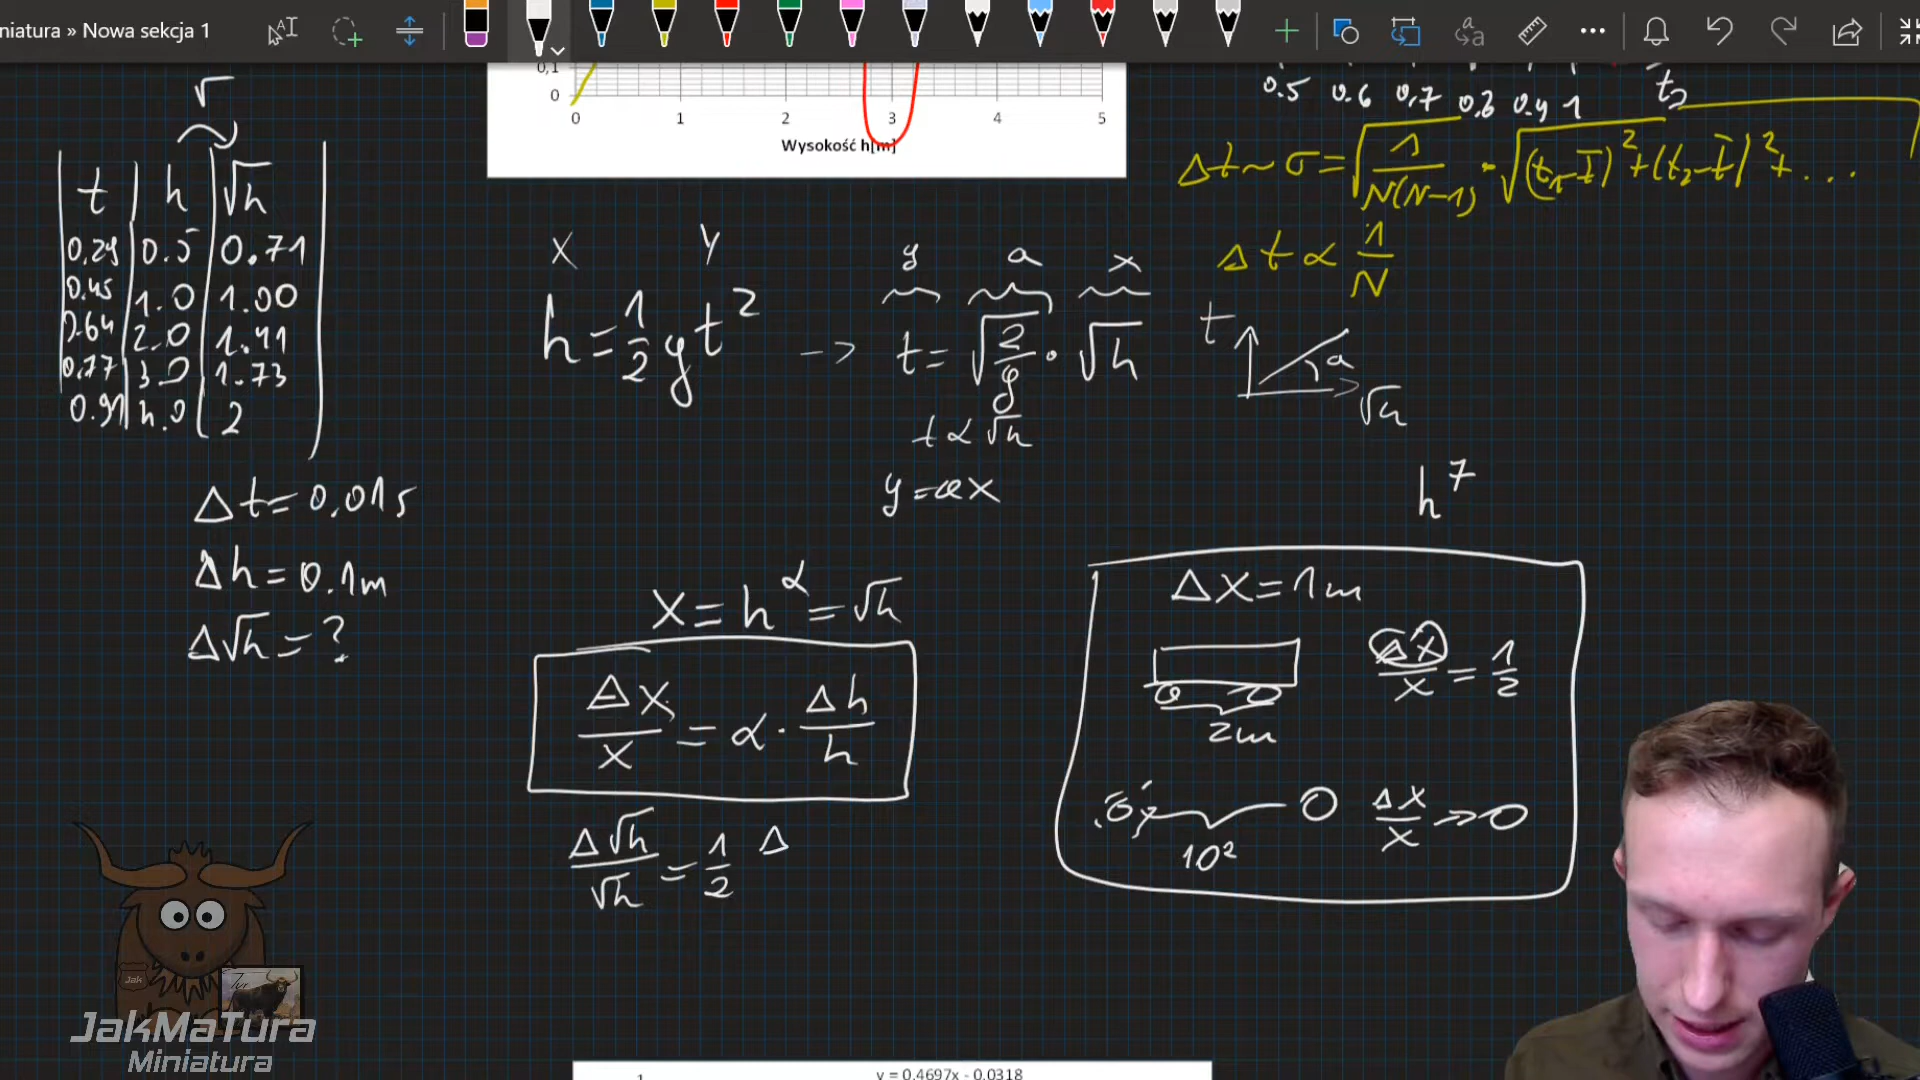 niatura » Nowa sekcja 1
0,1
0
0 1 2 3 4 5
Wysokość h[m]
0.5 0.6 0.7 0.8 0.9 1
Δt ~ σ = √(1/N(N-1)) · √((t₁-t̄)² + (t₂-t̄)² + ...
Δt ∝ 1/N
√
t | h | √h
0.29 | 0.5 | 0.71
0.45 | 1.0 | 1.00
0.64 | 2.0 | 1.41
0.77 | 3.0 | 1.73
0.91 | 4.0 | 2
Δt = 0.01s
Δh = 0.1m
Δ√h = ?
x y
h = 1/2 g t²
y a x
-> t = √(2/g) · √h
t ∝ √h
y = ax
t
a
√h
h⁷
x = h^α = √h
Δx/x = α · Δh/h
Δ√h/√h = 1/2 Δ
Δx = 1m
2m
Δx/x = 1/2
10²
Δx/x → 0
Jak
Tur
JakMaTura
Miniatura
1
y = 0,4697x - 0,0318